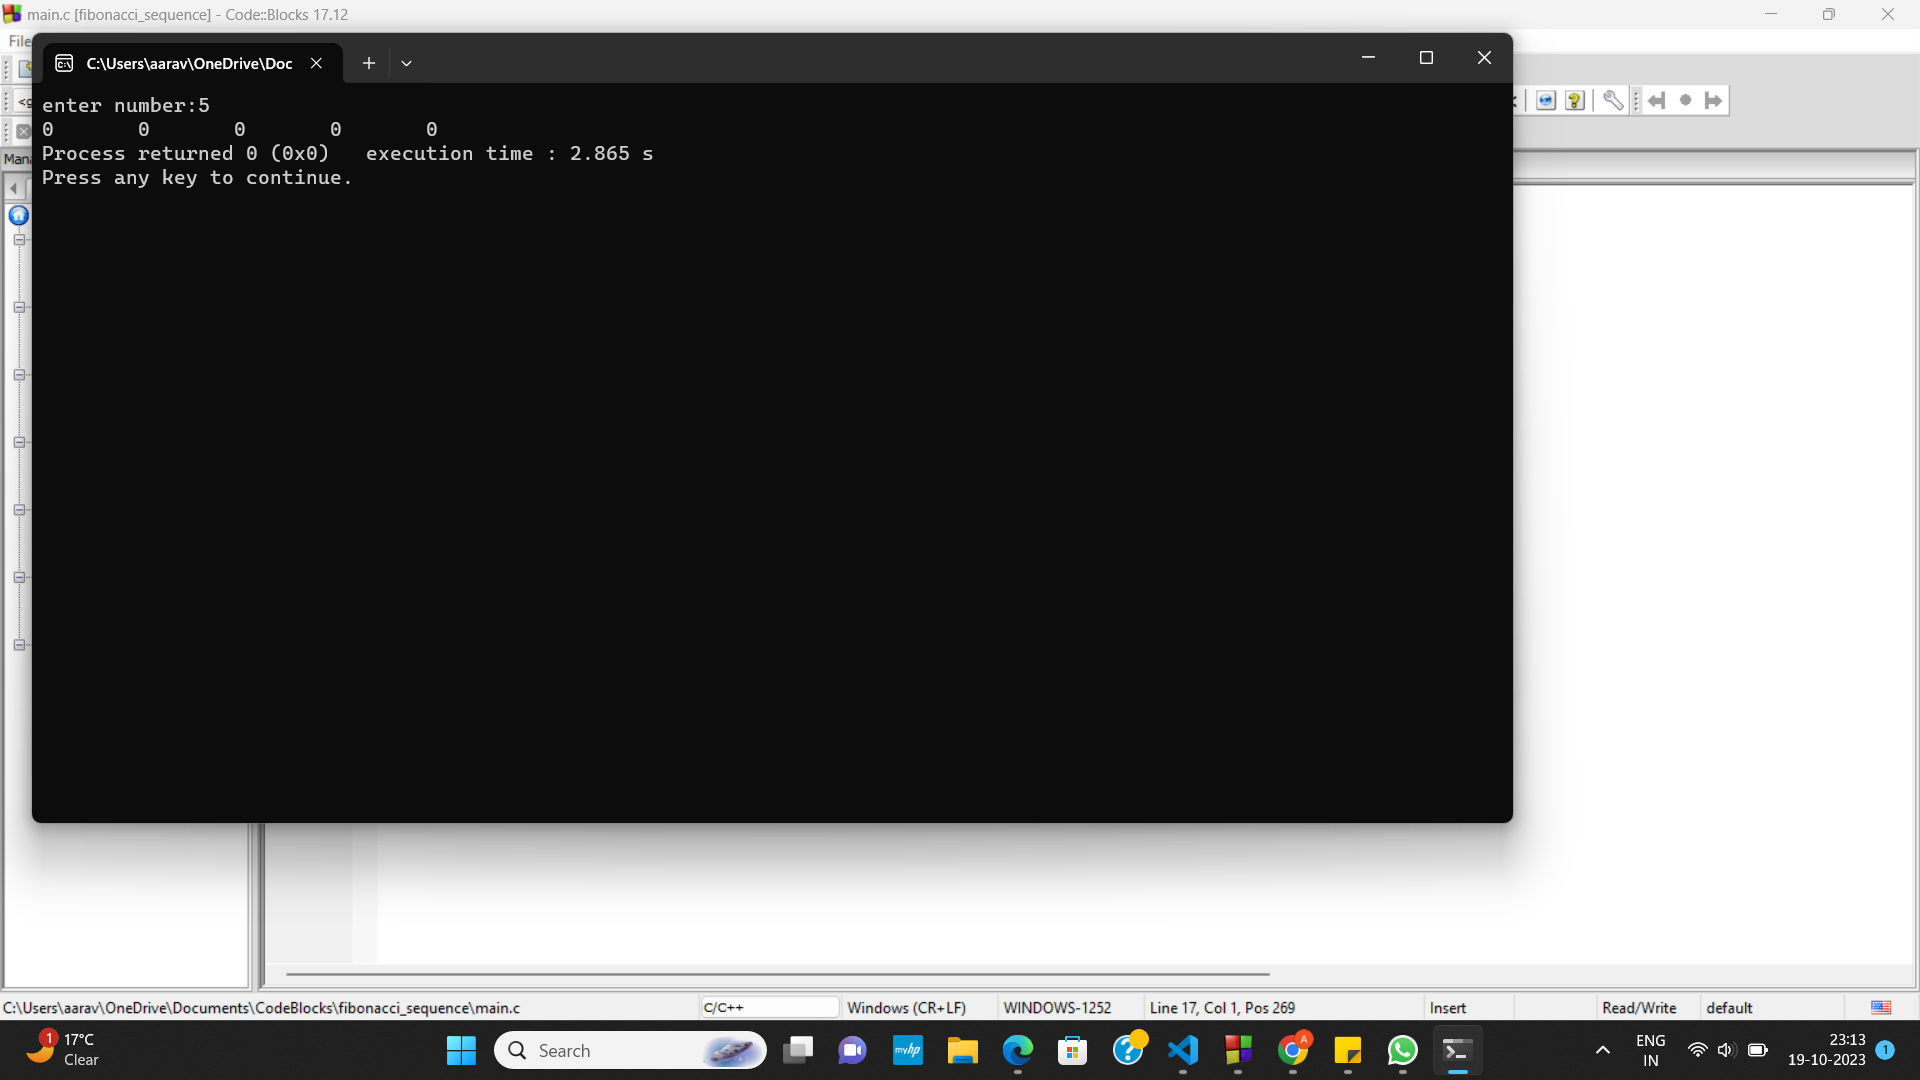 main.c [fibonacci_sequence] - Code::Blocks 17.12
File
C:\Users\aarav\OneDrive\Doc
enter number:5
0 0 0 0 0
Process returned 0 (0x0) execution time : 2.865 s
Press any key to continue.
<g
Mana
C:\Users\aarav\OneDrive\Documents\CodeBlocks\fibonacci_sequence\main.c
C/C++
Windows (CR+LF)
WINDOWS-1252
Line 17, Col 1, Pos 269
Insert
Read/Write
default
1
17°C
Clear
Search
myhp
A
ENG
IN
23:13
19-10-2023
1